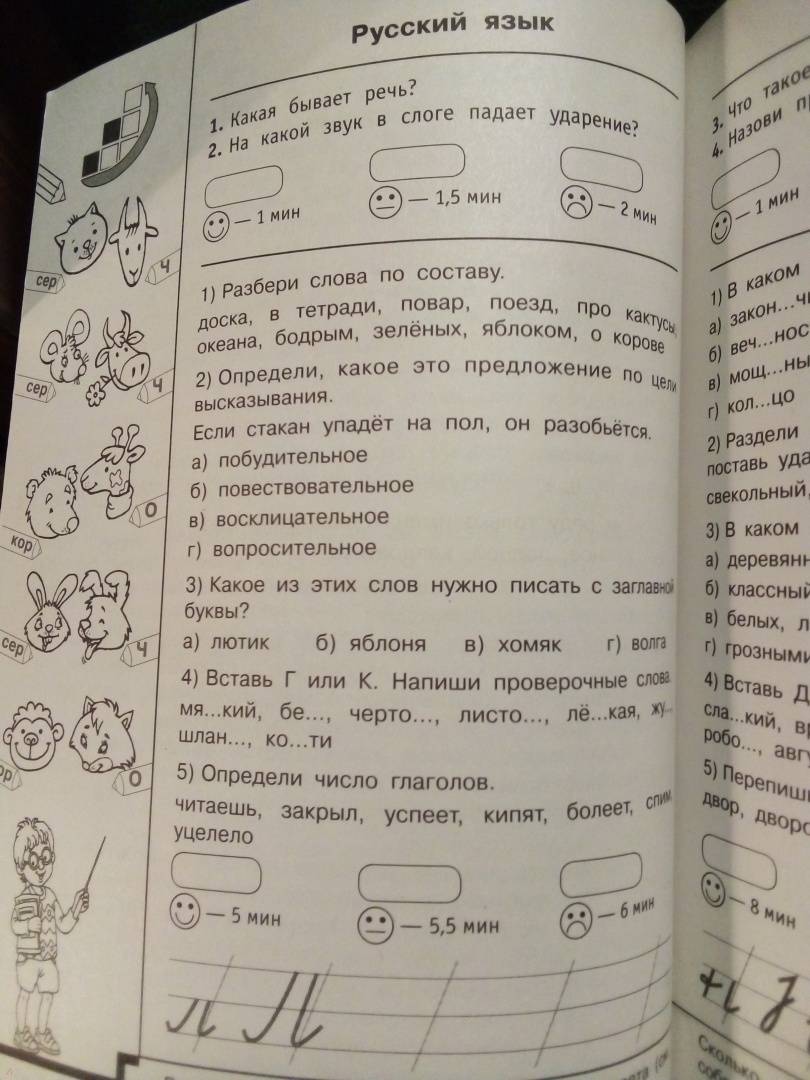 Русский язык
1. Какая бывает речь?
2. На какой звук в слоге падает ударение?
— 1 мин — 1,5 мин — 2 мин
1) Разбери слова по составу.
доска, в тетради, повар, поезд, про кактусы,
океана, бодрым, зелёных, яблоком, о корове
2) Определи, какое это предложение по цели
высказывания.
Если стакан упадёт на пол, он разобьётся.
а) побудительное
б) повествовательное
в) восклицательное
г) вопросительное
3) Какое из этих слов нужно писать с заглавной
буквы?
а) лютик б) яблоня в) хомяк г) волга
4) Вставь Г или К. Напиши проверочные слова.
мя...кий, бе..., черто..., листо..., лё...кая, жу...
шлан..., ко...ти
5) Определи число глаголов.
читаешь, закрыл, успеет, кипят, болеет, спим,
уцелело
— 5 мин — 5,5 мин — 6 мин
л Л
сер Ч
сер Ч
кор О
сер Ч
О
3. Что такое
4. Назови
— 1 мин
1) В каком
а) закон...
б) веч...нос
в) мощ...ны
г) кол...цо
2) Раздели
поставь уда
свекольный,
3) В каком
а) деревянн
б) классный
в) белых, л
г) грозными
4) Вставь Д
сла...кий, в
робо..., авг
5) Перепиши
двор, дворо
— 8 мин
Сколько